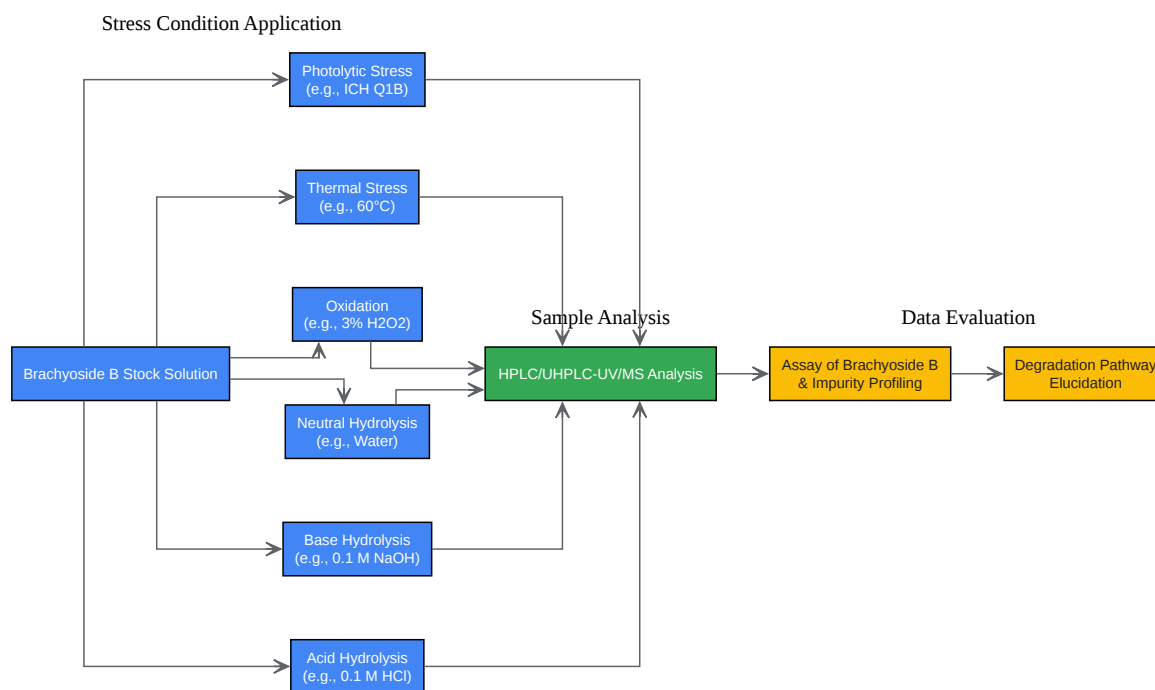 Stress Condition Application
Photolytic Stress
(e.g., ICH Q1B)
Thermal Stress
(e.g., 60°C)
Oxidation
(e.g., 3% H2O2)
Sample Analysis
Data Evaluation
Brachyoside B Stock Solution
HPLC/UHPLC-UV/MS Analysis
Assay of Brachyoside B
& Impurity Profiling
Degradation Pathway
Elucidation
Neutral Hydrolysis
(e.g., Water)
Base Hydrolysis
(e.g., 0.1 M NaOH)
Acid Hydrolysis
(e.g., 0.1 M HCl)